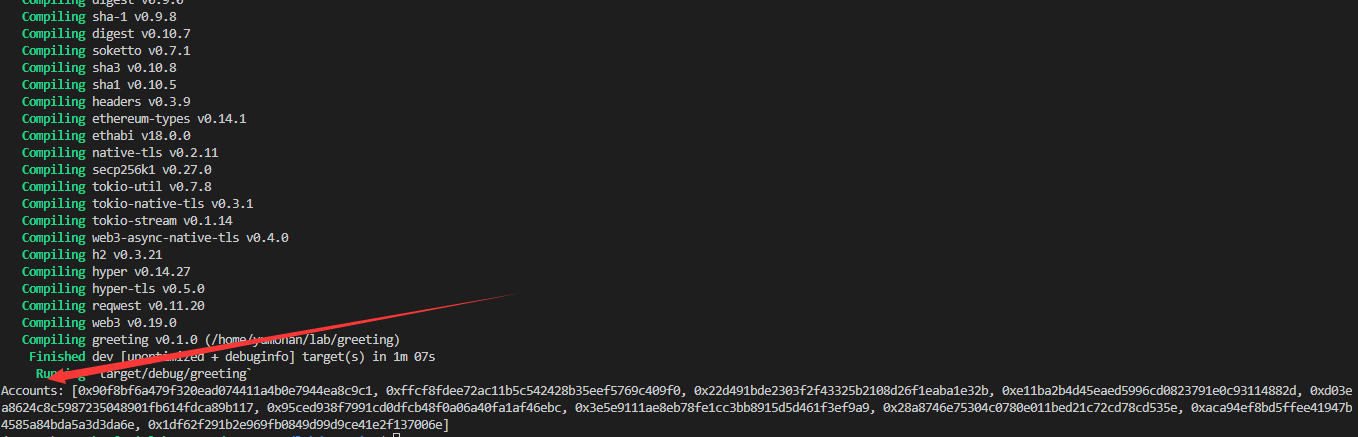 Compiling digest v0.9.0
Compiling sha-1 v0.9.8
Compiling digest v0.10.7
Compiling soketto v0.7.1
Compiling sha3 v0.10.8
Compiling sha1 v0.10.5
Compiling headers v0.3.9
Compiling ethereum-types v0.14.1
Compiling ethabi v18.0.0
Compiling native-tls v0.2.11
Compiling secp256k1 v0.27.0
Compiling tokio-util v0.7.8
Compiling tokio-native-tls v0.3.1
Compiling tokio-stream v0.1.14
Compiling web3-async-native-tls v0.4.0
Compiling h2 v0.3.21
Compiling hyper v0.14.27
Compiling hyper-tls v0.5.0
Compiling reqwest v0.11.20
Compiling web3 v0.19.0
Compiling greeting v0.1.0 (/home/yumohan/lab/greeting)
Finished dev [unoptimized + debuginfo] target(s) in 1m 07s
Running `target/debug/greeting`
Accounts: [0x90f8bf6a479f320ead074411a4b0e7944ea8c9c1, 0xffcf8fdee72ac11b5c542428b35eef5769c409f0, 0x22d491bde2303f2f43325b2108d26f1eaba1e32b, 0xe11ba2b4d45eaed5996cd0823791e0c93114882d, 0xd03e
a8624c8c5987235048901fb614fdca89b117, 0x95ced938f7991cd0dfcb48f0a06a40fa1af46ebc, 0x3e5e9111ae8eb78fe1cc3bb8915d5d461f3ef9a9, 0x28a8746e75304c0780e011bed21c72cd78cd535e, 0xaca94ef8bd5ffee41947b
4585a84bda5a3d3da6e, 0x1df62f291b2e969fb0849d99d9ce41e2f137006e]